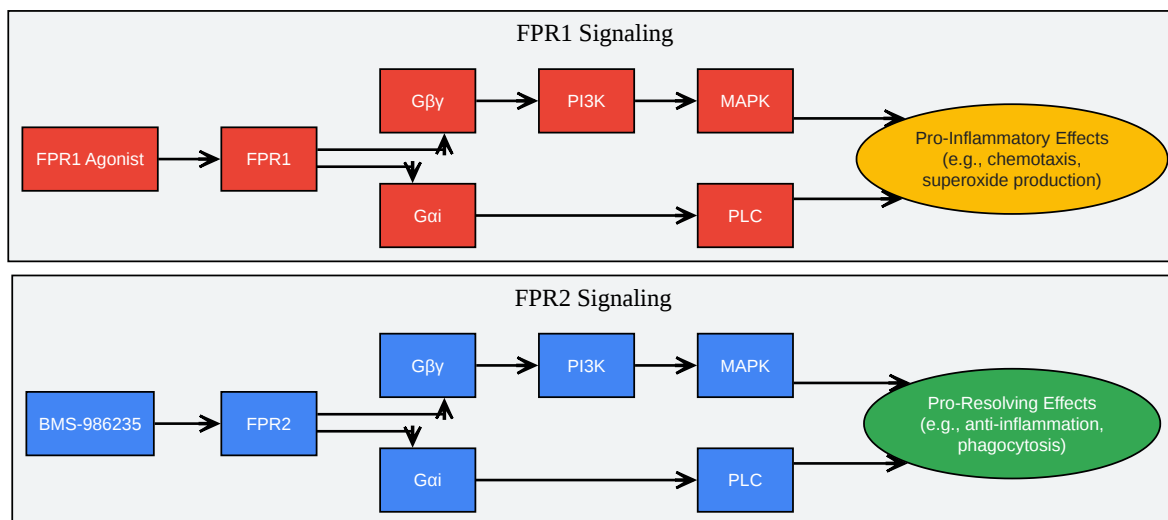 FPR1 Signaling
Gβγ
PI3K
MAPK
FPR1 Agonist
FPR1
Pro-Inflammatory Effects
(e.g., chemotaxis,
superoxide production)
Gαi
PLC
FPR2 Signaling
Gβγ
PI3K
MAPK
BMS-986235
FPR2
Pro-Resolving Effects
(e.g., anti-inflammation,
phagocytosis)
Gαi
PLC